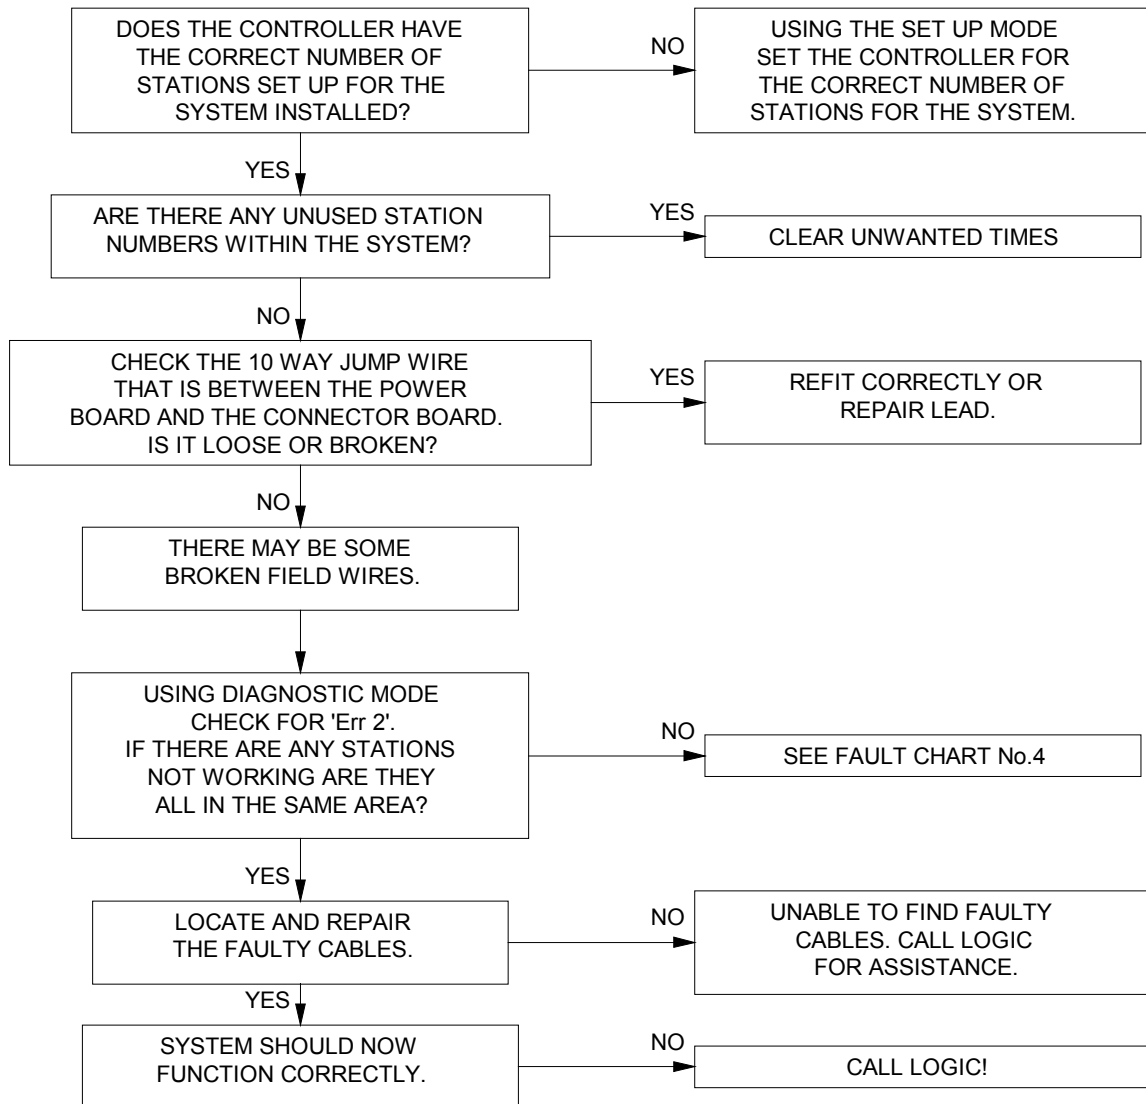 DOES THE CONTROLLER HAVE
THE CORRECT NUMBER OF
STATIONS SET UP FOR THE
SYSTEM INSTALLED?
NO
USING THE SET UP MODE
SET THE CONTROLLER FOR
THE CORRECT NUMBER OF
STATIONS FOR THE SYSTEM.
YES
ARE THERE ANY UNUSED STATION
NUMBERS WITHIN THE SYSTEM?
YES
CLEAR UNWANTED TIMES
NO
CHECK THE 10 WAY JUMP WIRE
THAT IS BETWEEN THE POWER
BOARD AND THE CONNECTOR BOARD.
IS IT LOOSE OR BROKEN?
YES
REFIT CORRECTLY OR
REPAIR LEAD.
NO
THERE MAY BE SOME
BROKEN FIELD WIRES.
USING DIAGNOSTIC MODE
CHECK FOR 'Err 2'.
IF THERE ARE ANY STATIONS
NOT WORKING ARE THEY
ALL IN THE SAME AREA?
NO
SEE FAULT CHART No.4
YES
LOCATE AND REPAIR
THE FAULTY CABLES.
NO
UNABLE TO FIND FAULTY
CABLES. CALL LOGIC
FOR ASSISTANCE.
YES
SYSTEM SHOULD NOW
FUNCTION CORRECTLY.
NO
CALL LOGIC!